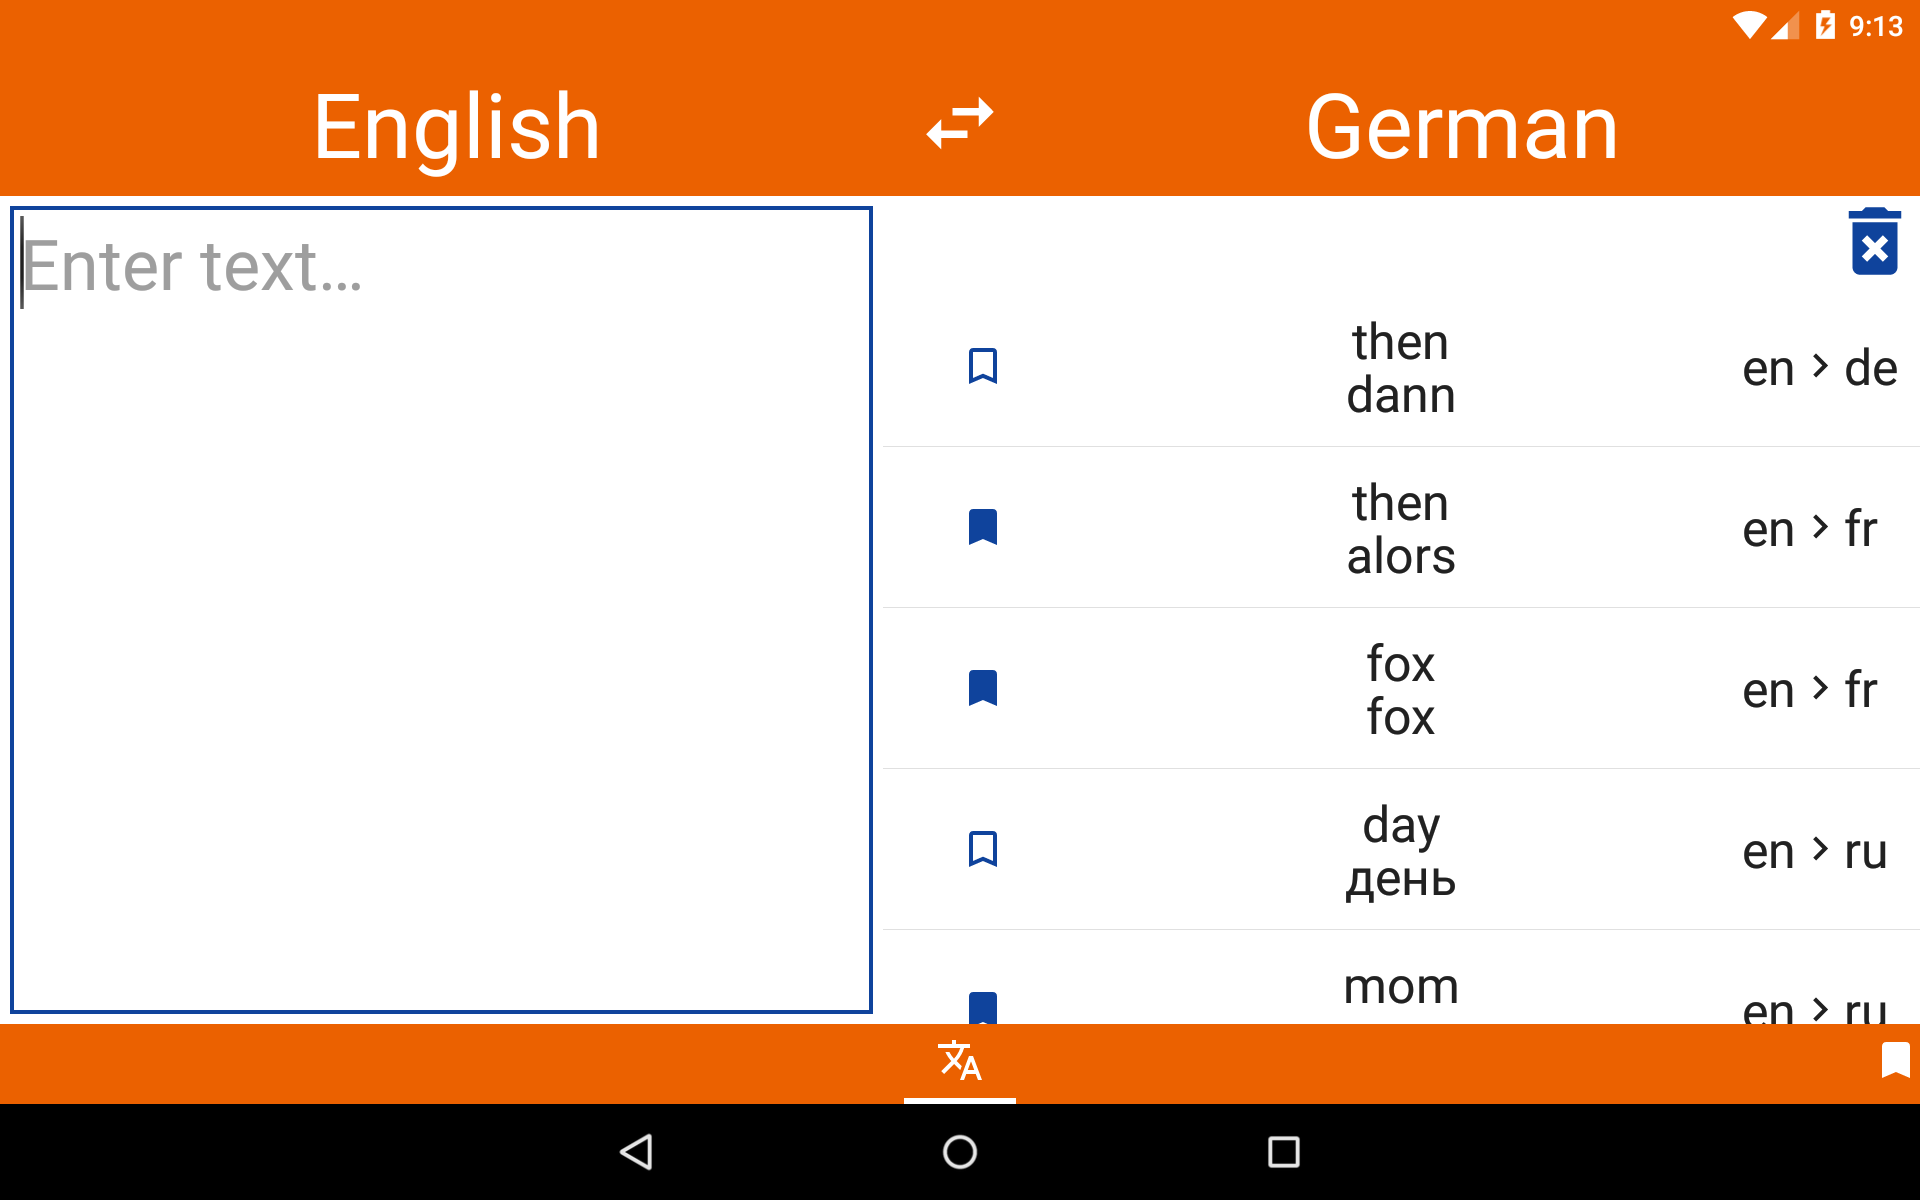 9:13
English
German
Enter text...
then
dann
en > de
then
alors
en > fr
fox
fox
en > fr
day
день
en > ru
mom
en > ru